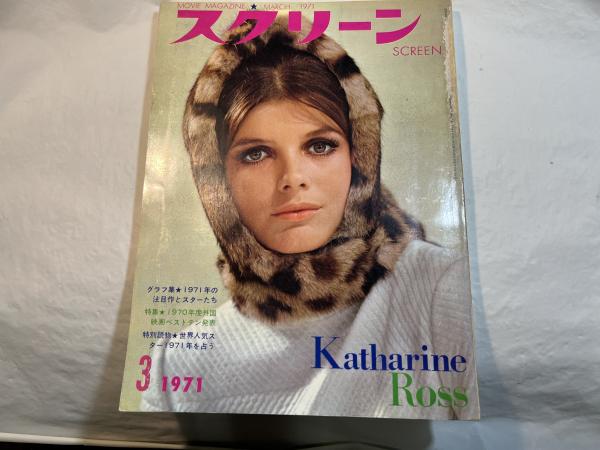 MOVIE MAGAZINE ★ MARCH 1971
スクリーン
SCREEN
グラフ集★1971年の
注目作とスターたち
特集★1970年度外国
映画ベストテン発表
特別読物★世界人気ス
ター1971年を占う
Katharine
Ross
3 1971